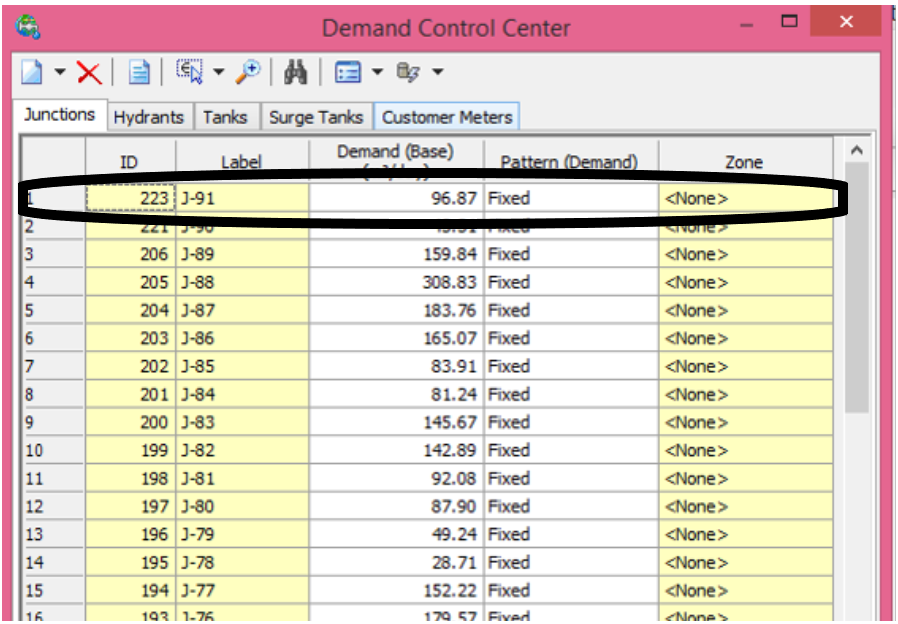 Demand Control Center
Junctions Hydrants Tanks Surge Tanks Customer Meters
ID Label Demand (Base) Pattern (Demand) Zone
1 223 J-91 96.87 Fixed <None>
2 221 J-90 Fixed <None>
3 206 J-89 159.84 Fixed <None>
4 205 J-88 308.83 Fixed <None>
5 204 J-87 183.76 Fixed <None>
6 203 J-86 165.07 Fixed <None>
7 202 J-85 83.91 Fixed <None>
8 201 J-84 81.24 Fixed <None>
9 200 J-83 145.67 Fixed <None>
10 199 J-82 142.89 Fixed <None>
11 198 J-81 92.08 Fixed <None>
12 197 J-80 87.90 Fixed <None>
13 196 J-79 49.24 Fixed <None>
14 195 J-78 28.71 Fixed <None>
15 194 J-77 152.22 Fixed <None>
16 193 J-76 179.57 Fixed <None>